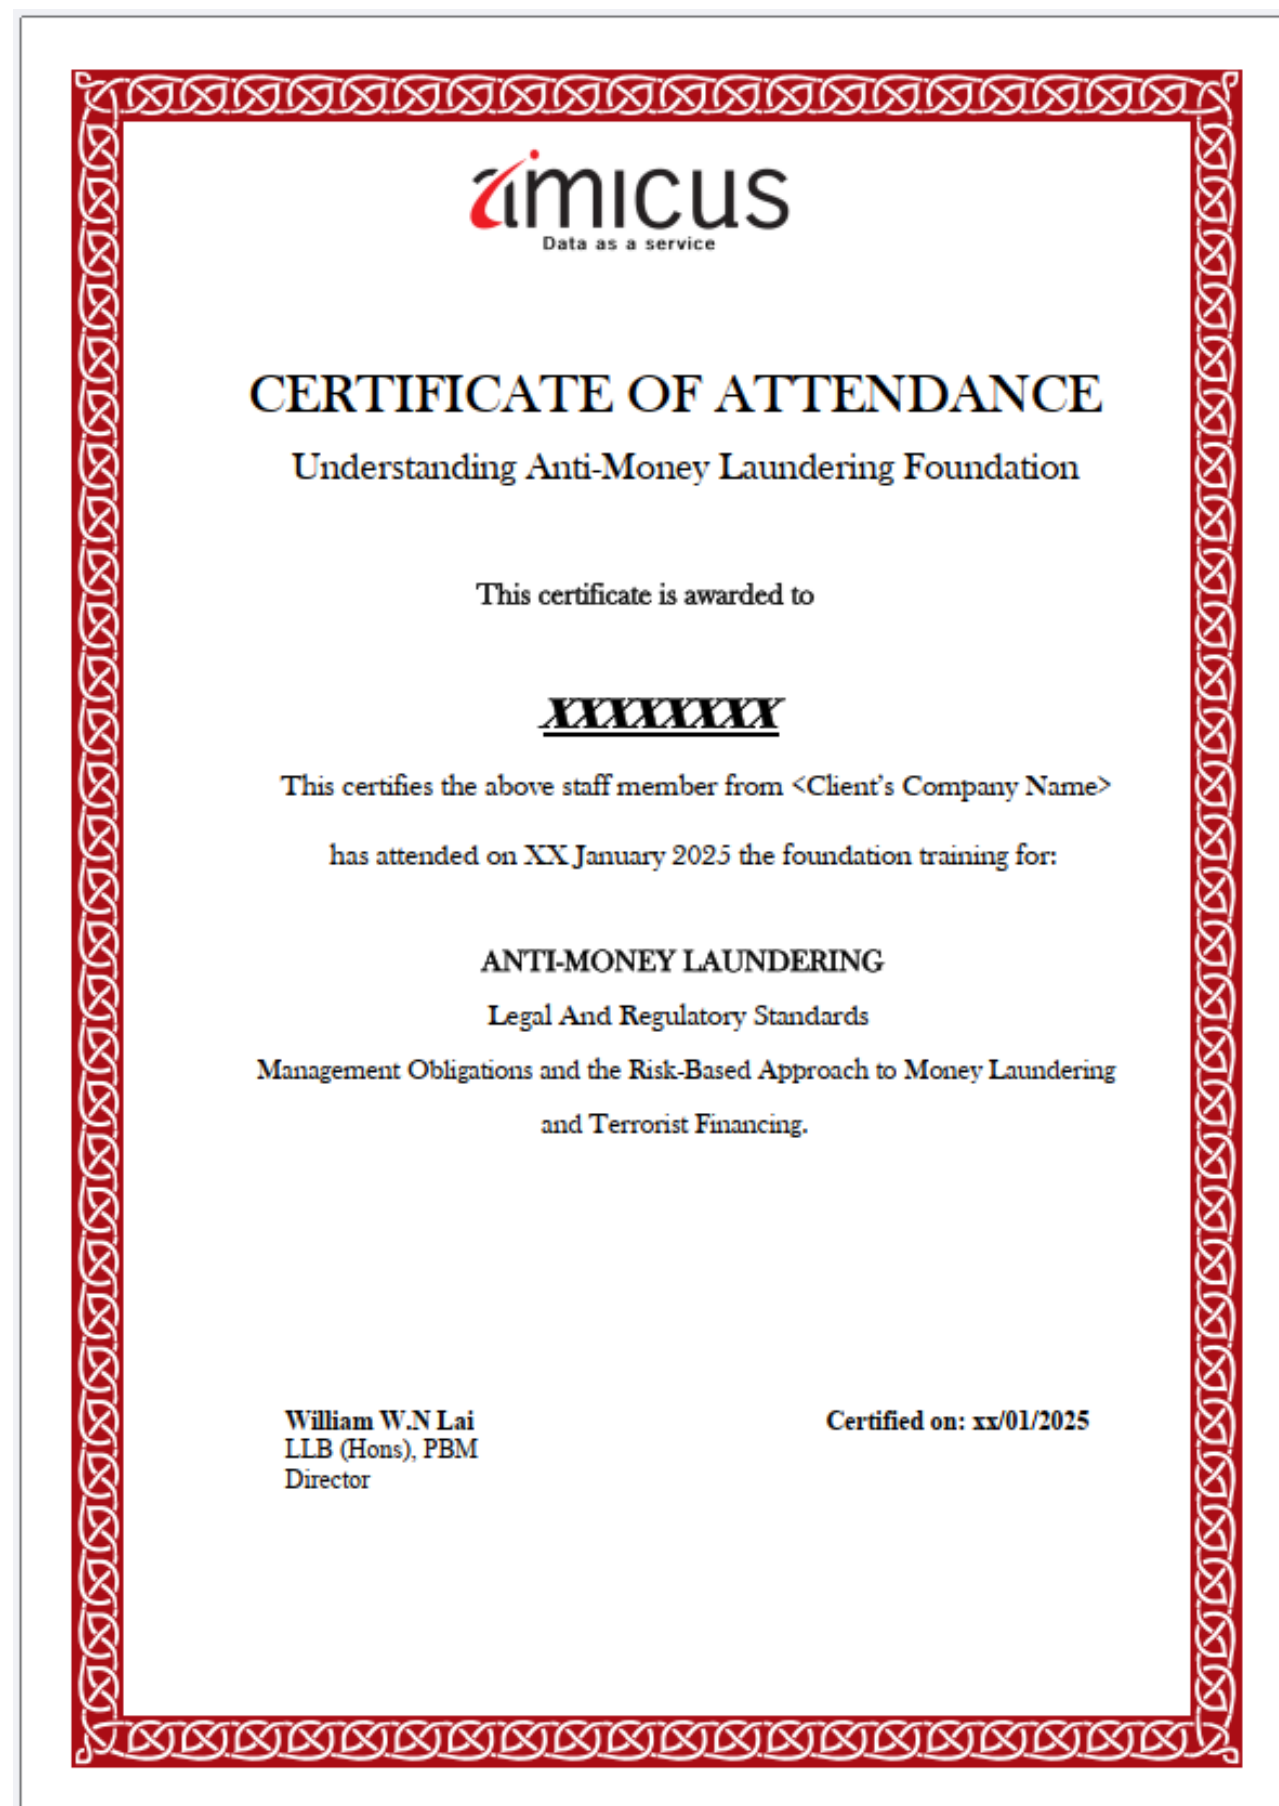 amicus
Data as a service
CERTIFICATE OF ATTENDANCE
Understanding Anti-Money Laundering Foundation
This certificate is awarded to
XXXXXXXX
This certifies the above staff member from <Client's Company Name>
has attended on XX January 2025 the foundation training for:
ANTI-MONEY LAUNDERING
Legal And Regulatory Standards
Management Obligations and the Risk-Based Approach to Money Laundering
and Terrorist Financing.
William W.N Lai
Certified on: xx/01/2025
LLB (Hons), PBM
Director